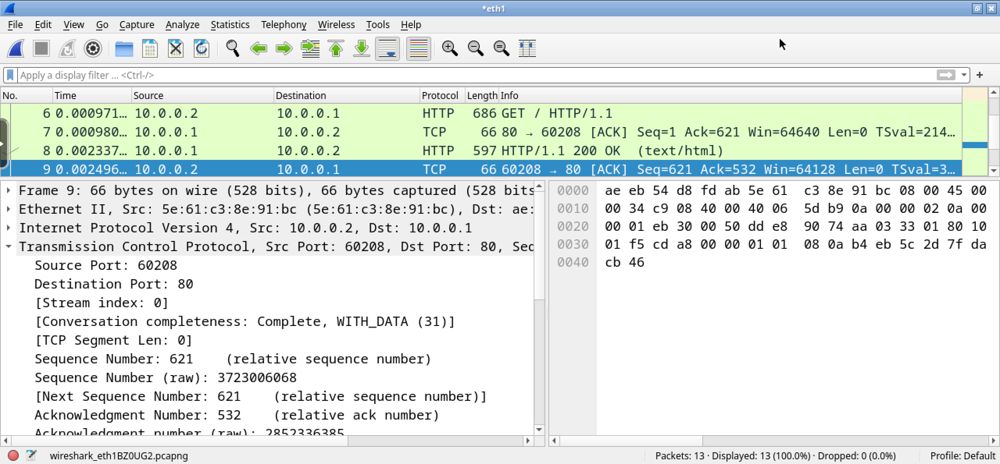 *eth1
File Edit View Go Capture Analyze Statistics Telephony Wireless Tools Help
Apply a display filter ... <Ctrl-/>
No. Time Source Destination Protocol Length Info
6 0.000971… 10.0.0.2 10.0.0.1 HTTP 686 GET / HTTP/1.1
7 0.000980… 10.0.0.1 10.0.0.2 TCP 66 80 → 60208 [ACK] Seq=1 Ack=621 Win=64640 Len=0 TSval=214…
8 0.002337… 10.0.0.1 10.0.0.2 HTTP 597 HTTP/1.1 200 OK  (text/html)
9 0.002496… 10.0.0.2 10.0.0.1 TCP 66 60208 → 80 [ACK] Seq=621 Ack=532 Win=64128 Len=0 TSval=3…
Frame 9: 66 bytes on wire (528 bits), 66 bytes captured (528 bits
Ethernet II, Src: 5e:61:c3:8e:91:bc (5e:61:c3:8e:91:bc), Dst: ae:
Internet Protocol Version 4, Src: 10.0.0.2, Dst: 10.0.0.1
Transmission Control Protocol, Src Port: 60208, Dst Port: 80, Seq
Source Port: 60208
Destination Port: 80
[Stream index: 0]
[Conversation completeness: Complete, WITH_DATA (31)]
[TCP Segment Len: 0]
Sequence Number: 621    (relative sequence number)
Sequence Number (raw): 3723006068
[Next Sequence Number: 621    (relative sequence number)]
Acknowledgment Number: 532    (relative ack number)
Acknowledgment number (raw): 2852336385
0000 ae eb 54 d8 fd ab 5e 61 c3 8e 91 bc 08 00 45 00
0010 00 34 c9 08 40 00 40 06 5d b9 0a 00 00 02 0a 00
0020 00 01 eb 30 00 50 dd e8 90 74 aa 03 33 01 80 10
0030 01 f5 cd a8 00 00 01 01 08 0a b4 eb 5c 2d 7f da
0040 cb 46
wireshark_eth1BZ0UG2.pcapng
Packets: 13 · Displayed: 13 (100.0%) · Dropped: 0 (0.0%)
Profile: Default